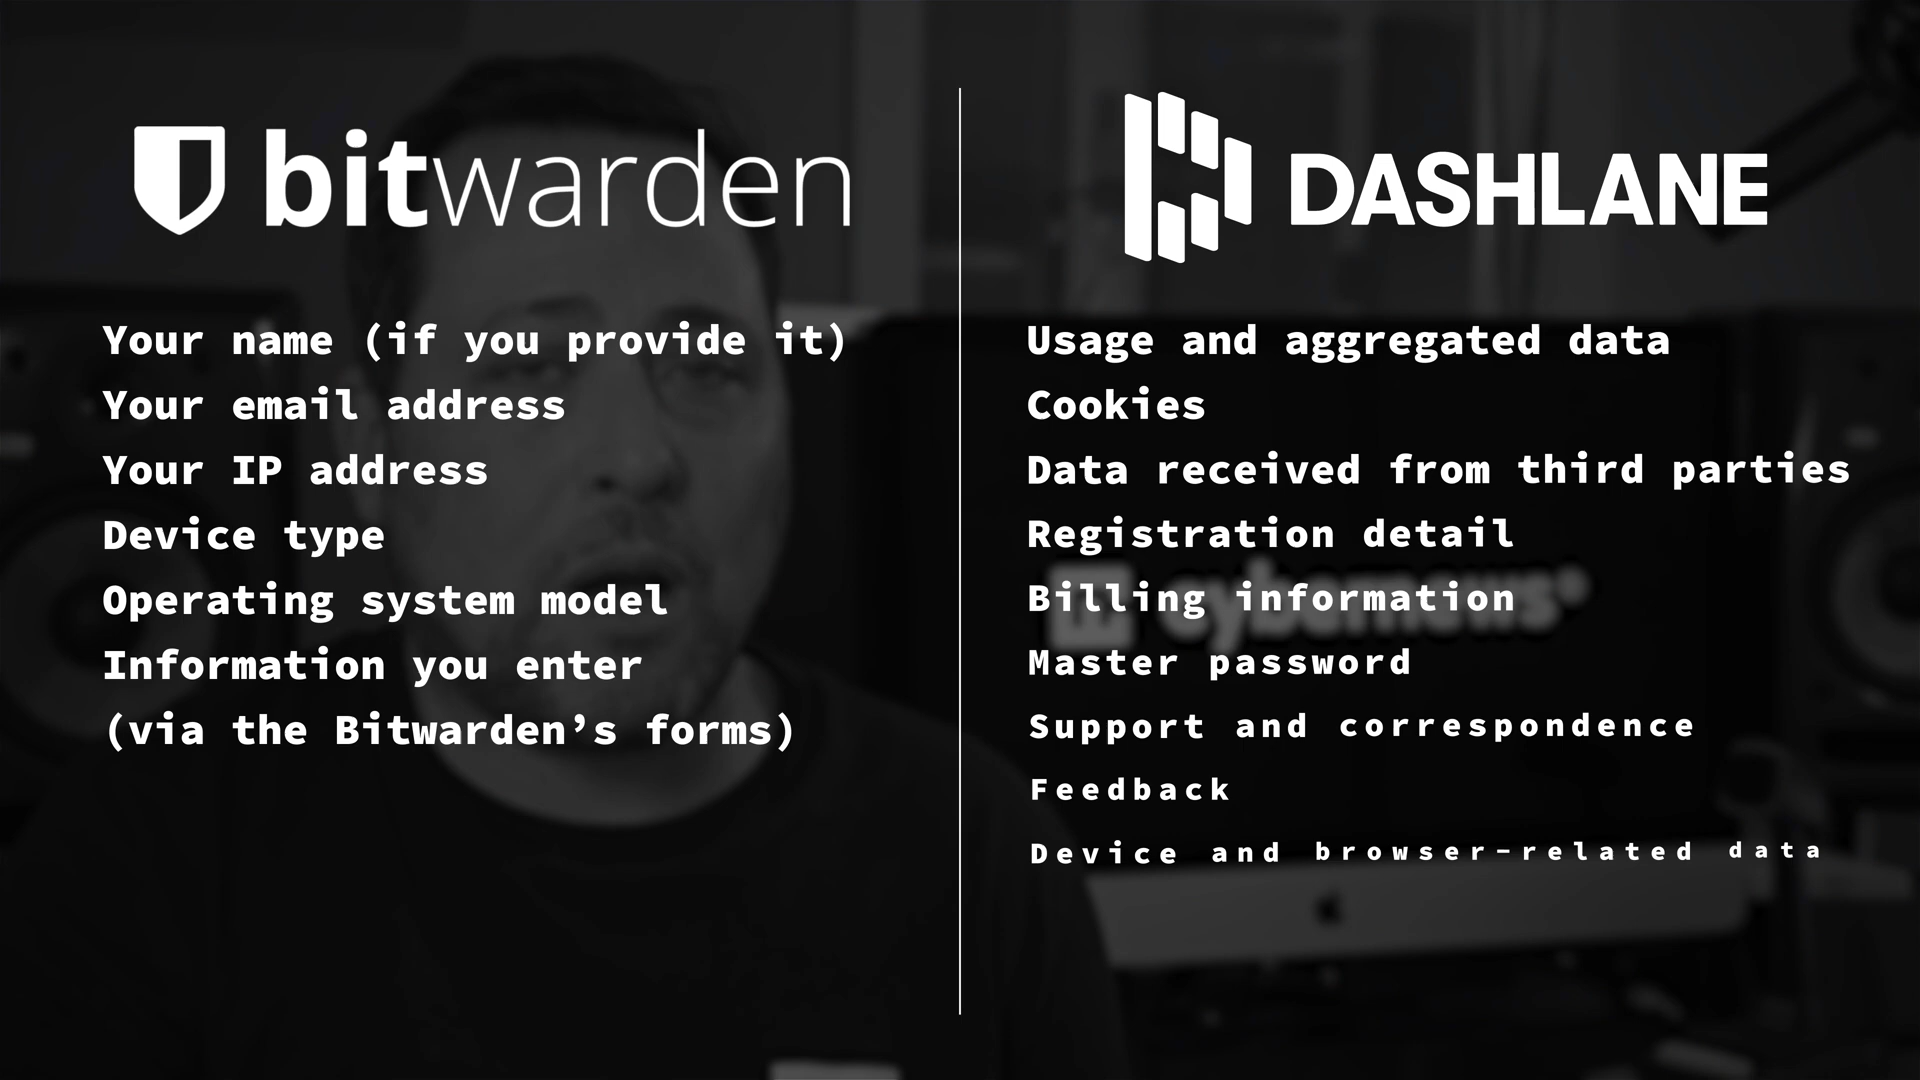 bitwarden
Your name (if you provide it)
Your email address
Your IP address
Device type
Operating system model
Information you enter
(via the Bitwarden’s forms)
DASHLANE
Usage and aggregated data
Cookies
Data received from third parties
Registration detail
Billing information
Master password
Support and correspondence
Feedback
Device and browser-related data
cybernews®